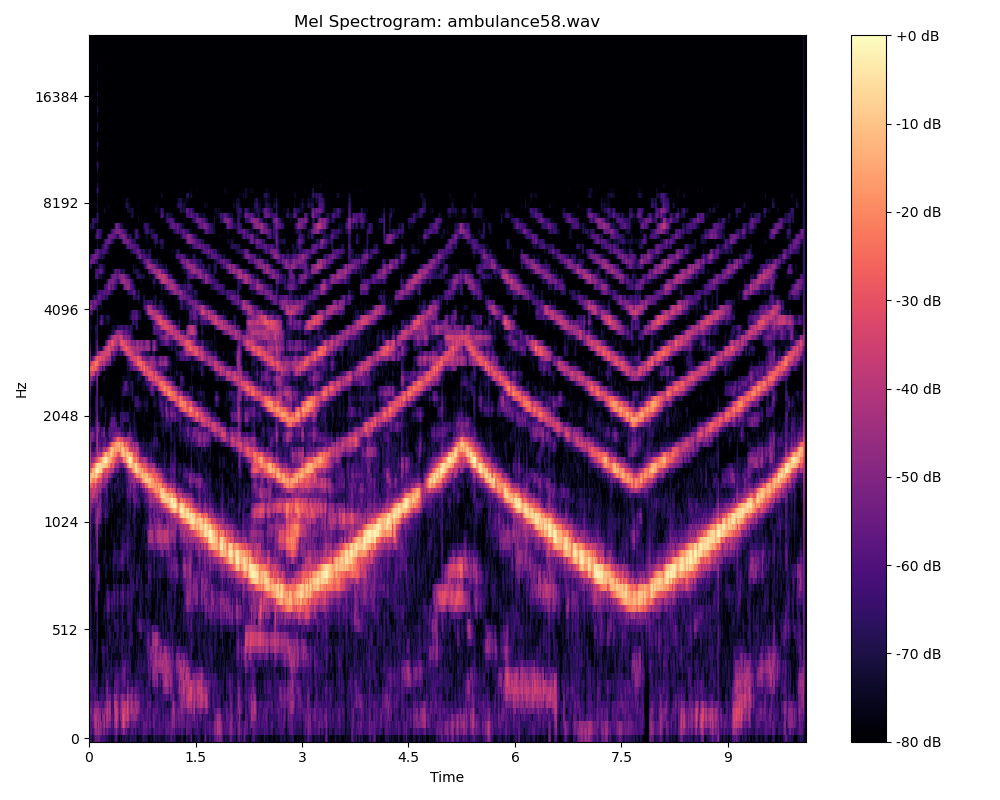 Mel Spectrogram: ambulance58.wav
Hz
16384
8192
4096
2048
1024
512
0
0 1.5 3 4.5 6 7.5 9
Time
+0 dB
-10 dB
-20 dB
-30 dB
-40 dB
-50 dB
-60 dB
-70 dB
-80 dB